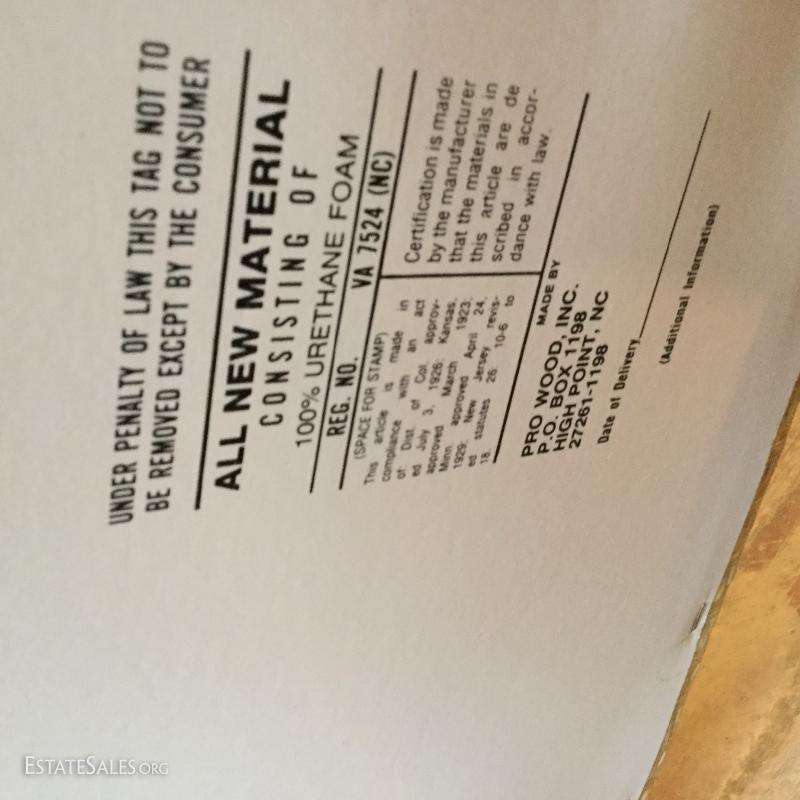 UNDER PENALTY OF LAW THIS TAG NOT TO
BE REMOVED EXCEPT BY THE CONSUMER
ALL NEW MATERIAL
CONSISTING OF
100% URETHANE FOAM
REG. NO. VA 7524 (NC)
(SPACE FOR STAMP)
This article is made in
compliance with an act
of Dist. of Col. approv-
ed July 3, 1926; Kansas,
approved March 1923;
Minn. approved April 24,
1929; New Jersey revis-
ed statutes 26: 10-6 to
18.
Certification is made
by the manufacturer
that the materials in
this article are de
scribed in accor-
dance with law.
MADE BY
PRO WOOD, INC.
P.O. BOX 1198
HIGH POINT, NC
27261-1198
Date of Delivery
(Additional Information)
ESTATESALES.ORG